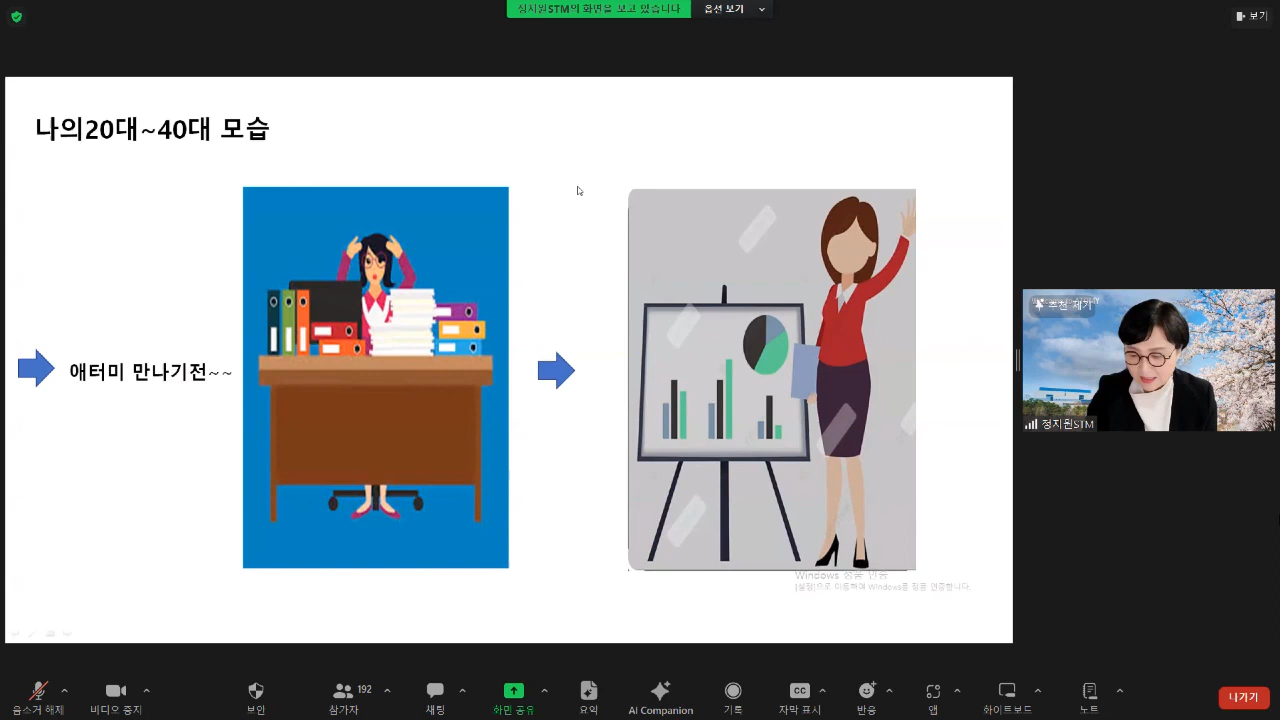 정지원STM의 화면을 보고 있습니다
옵션 보기
보기
나의20대~40대 모습
애터미 만나기전~~
추천 제거
정지원STM
Windows 정품 인증
[설정]으로 이동하여 Windows를 정품 인증합니다.
음소거 해제
비디오 중지
보안
192
참가자
채팅
화면 공유
요약
AI Companion
기록
CC
자막 표시
반응
앱
화이트보드
노트
나가기